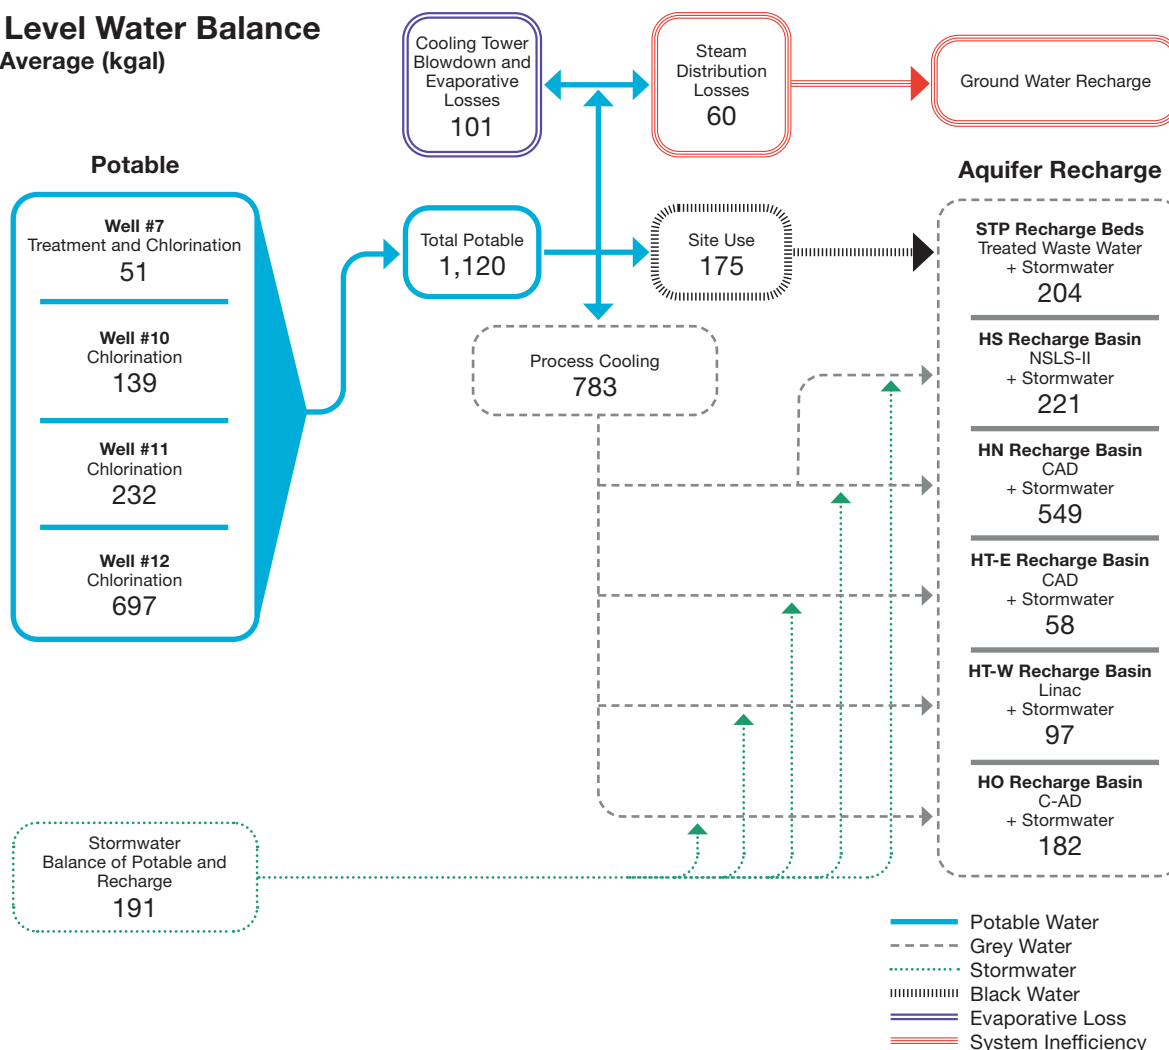 Level Water Balance
Average (kgal)
Cooling Tower
Blowdown and
Evaporative
Losses
101
Steam
Distribution
Losses
60
Ground Water Recharge
Potable
Well #7
Treatment and Chlorination
51
Well #10
Chlorination
139
Well #11
Chlorination
232
Well #12
Chlorination
697
Total Potable
1,120
Site Use
175
Process Cooling
783
Aquifer Recharge
STP Recharge Beds
Treated Waste Water
+ Stormwater
204
HS Recharge Basin
NSLS-II
+ Stormwater
221
HN Recharge Basin
CAD
+ Stormwater
549
HT-E Recharge Basin
CAD
+ Stormwater
58
HT-W Recharge Basin
Linac
+ Stormwater
97
HO Recharge Basin
C-AD
+ Stormwater
182
Stormwater
Balance of Potable and
Recharge
191
Potable Water
Grey Water
Stormwater
Black Water
Evaporative Loss
System Inefficiency